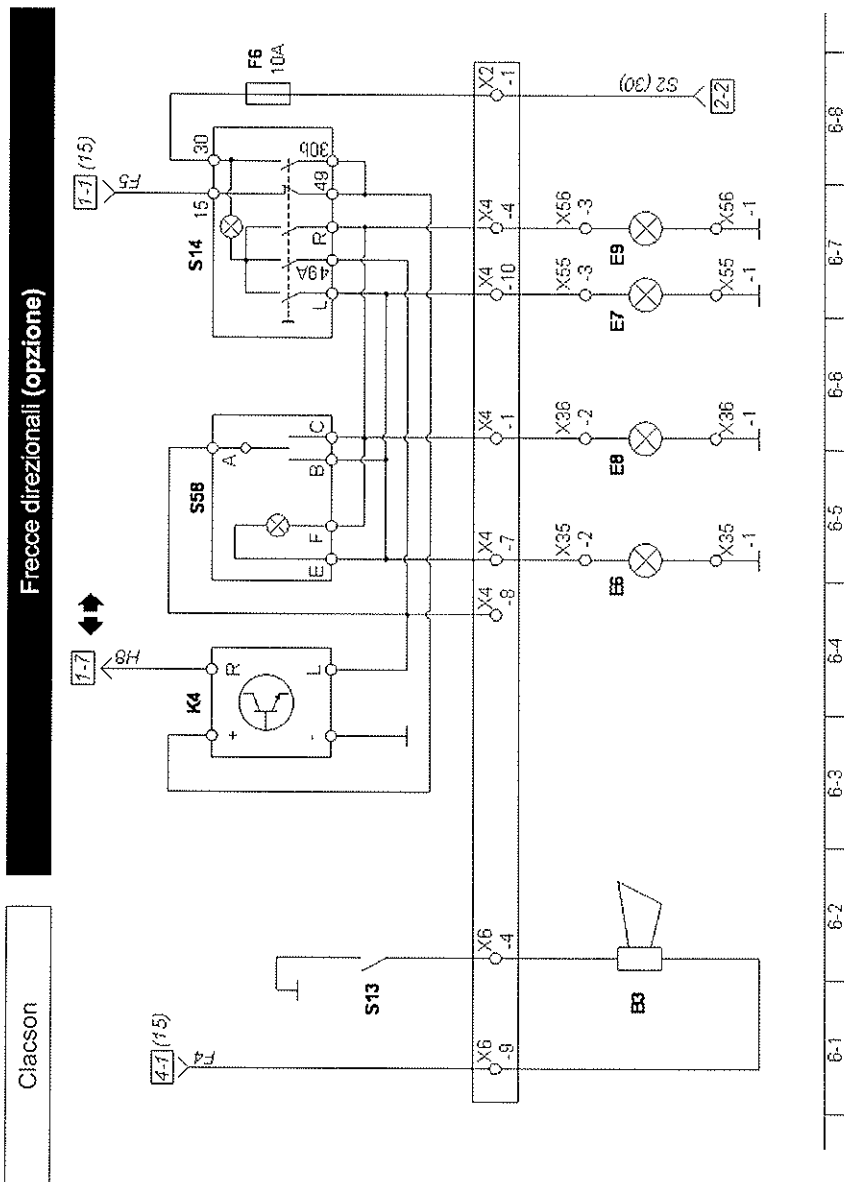 Clacson
Frecce direzionali (opzione)
4-1 (15)
F4
S13
X6
-9
X6
-4
B3
1-7
H8
K4
+
R
-
L
S58
A
E
F
B
C
1-1 (15)
F5
S14
15
30
L
49A
R
49
30b
F6
10A
X4
-8
X4
-7
X4
-1
X4
-10
X4
-4
X2
-1
X35
-2
X36
-2
X55
-3
X56
-3
S2 (30)
2-2
E6
E8
E7
E9
X35
-1
X36
-1
X55
-1
X56
-1
6-1
6-2
6-3
6-4
6-5
6-6
6-7
6-8